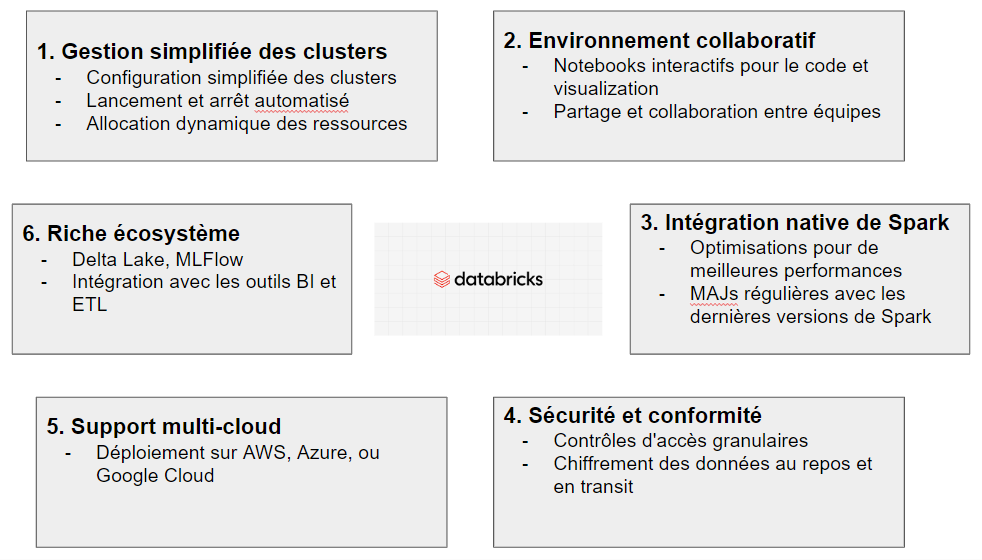 1. Gestion simplifiée des clusters
- Configuration simplifiée des clusters
- Lancement et arrêt automatisé
- Allocation dynamique des ressources
2. Environnement collaboratif
- Notebooks interactifs pour le code et
visualization
- Partage et collaboration entre équipes
6. Riche écosystème
- Delta Lake, MLFlow
- Intégration avec les outils BI et
ETL
databricks
3. Intégration native de Spark
- Optimisations pour de
meilleures performances
- MAJs régulières avec les
dernières versions de Spark
5. Support multi-cloud
- Déploiement sur AWS, Azure, ou
Google Cloud
4. Sécurité et conformité
- Contrôles d'accès granulaires
- Chiffrement des données au repos et
en transit